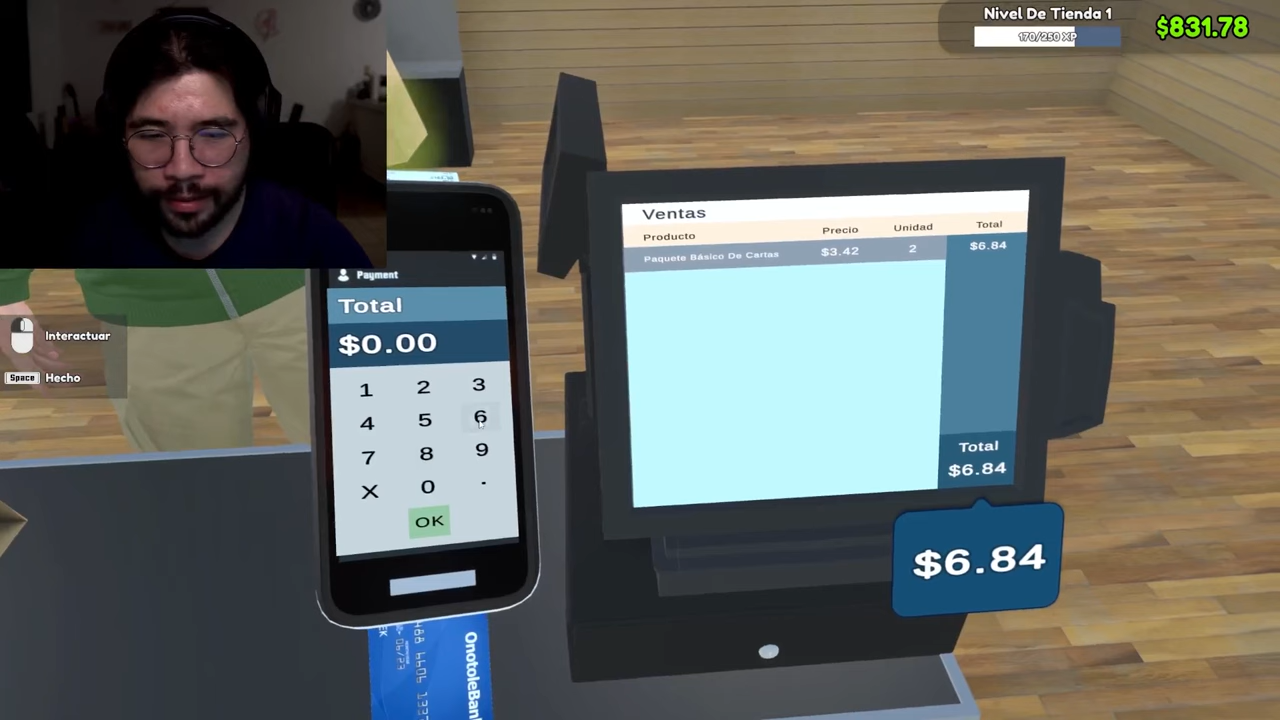 Nivel De Tienda 1
170/250 XP
$831.78
Interactuar
Space Hecho
Payment
Total
$0.00
1 2 3
4 5 6
7 8 9
X 0 .
OK
Ventas
Producto Precio Unidad Total
Paquete Básico De Cartas $3.42 2 $6.84
Total
$6.84
$6.84
OnotoleBank